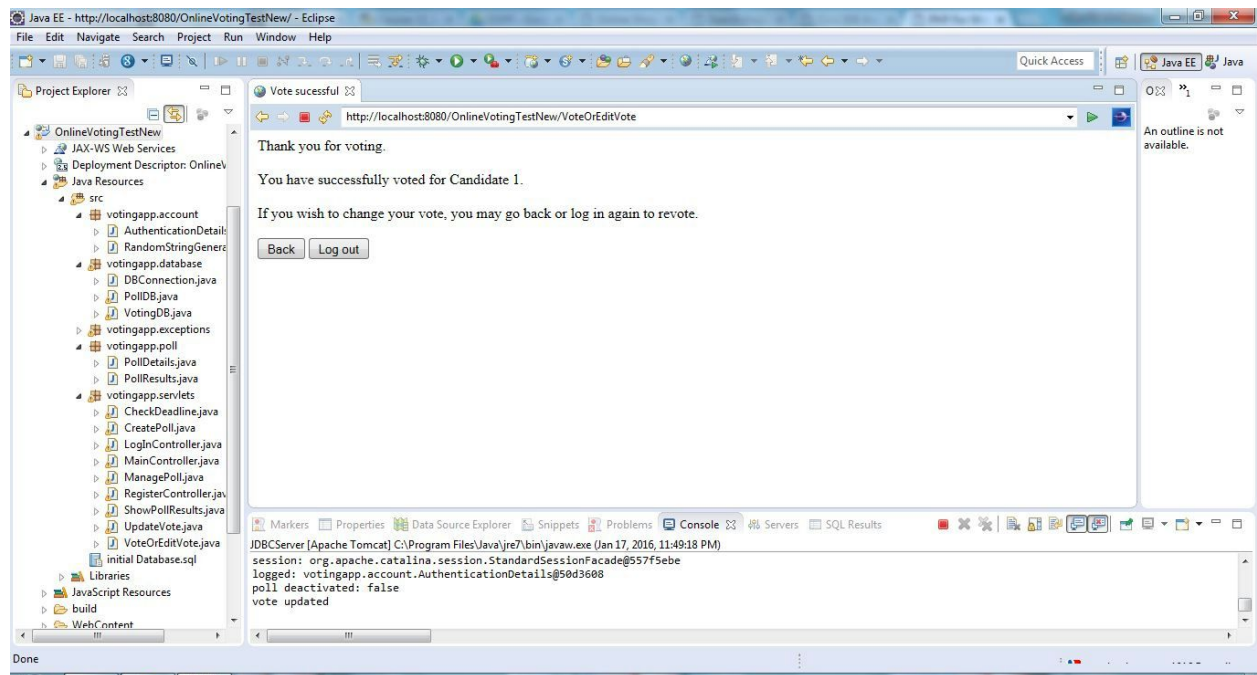 Java EE - http://localhost:8080/OnlineVotingTestNew/ - Eclipse
File Edit Navigate Search Project Run Window Help
Quick Access
Java EE
Java
Project Explorer
OnlineVotingTestNew
JAX-WS Web Services
Deployment Descriptor: OnlineV
Java Resources
src
votingapp.account
AuthenticationDetail
RandomStringGenera
votingapp.database
DBConnection.java
PollDB.java
VotingDB.java
votingapp.exceptions
votingapp.poll
PollDetails.java
PollResults.java
votingapp.servlets
CheckDeadline.java
CreatePoll.java
LogInController.java
MainController.java
ManagePoll.java
RegisterController.jav
ShowPollResults.java
UpdateVote.java
VoteOrEditVote.java
initial Database.sql
Libraries
JavaScript Resources
build
WebContent
Vote sucessful
http://localhost:8080/OnlineVotingTestNew/VoteOrEditVote
Thank you for voting.
You have successfully voted for Candidate 1.
If you wish to change your vote, you may go back or log in again to revote.
Back Log out
An outline is not
available.
Markers Properties Data Source Explorer Snippets Problems Console Servers SQL Results
JDBCServer [Apache Tomcat] C:\Program Files\Java\jre7\bin\javaw.exe (Jan 17, 2016, 11:49:18 PM)
session: org.apache.catalina.session.StandardSessionFacade@557f5ebe
logged: votingapp.account.AuthenticationDetails@50d3608
poll deactivated: false
vote updated
Done